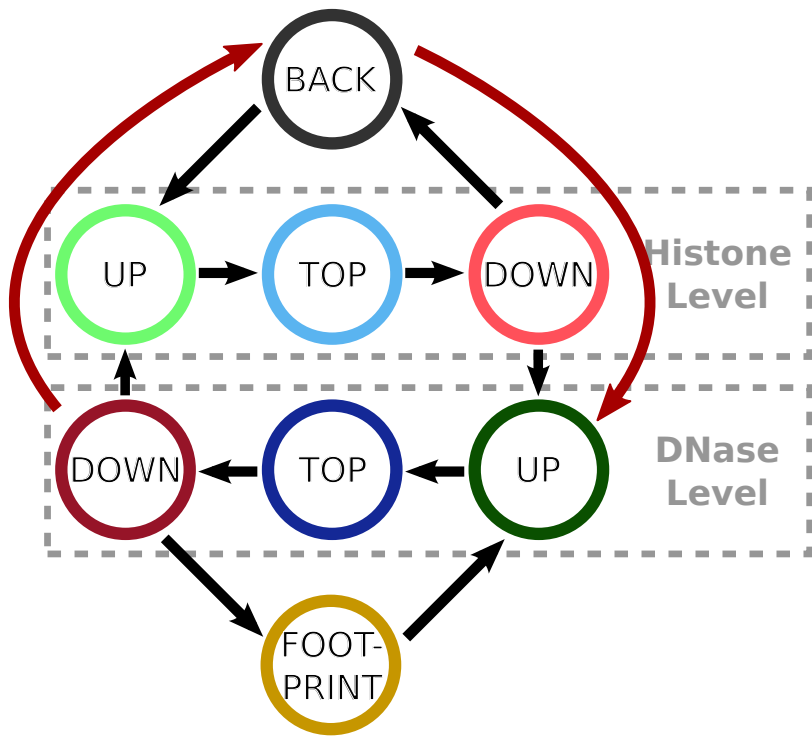 BACK
UP
TOP
DOWN
Histone
Level
DOWN
TOP
UP
DNase
Level
FOOT-
PRINT